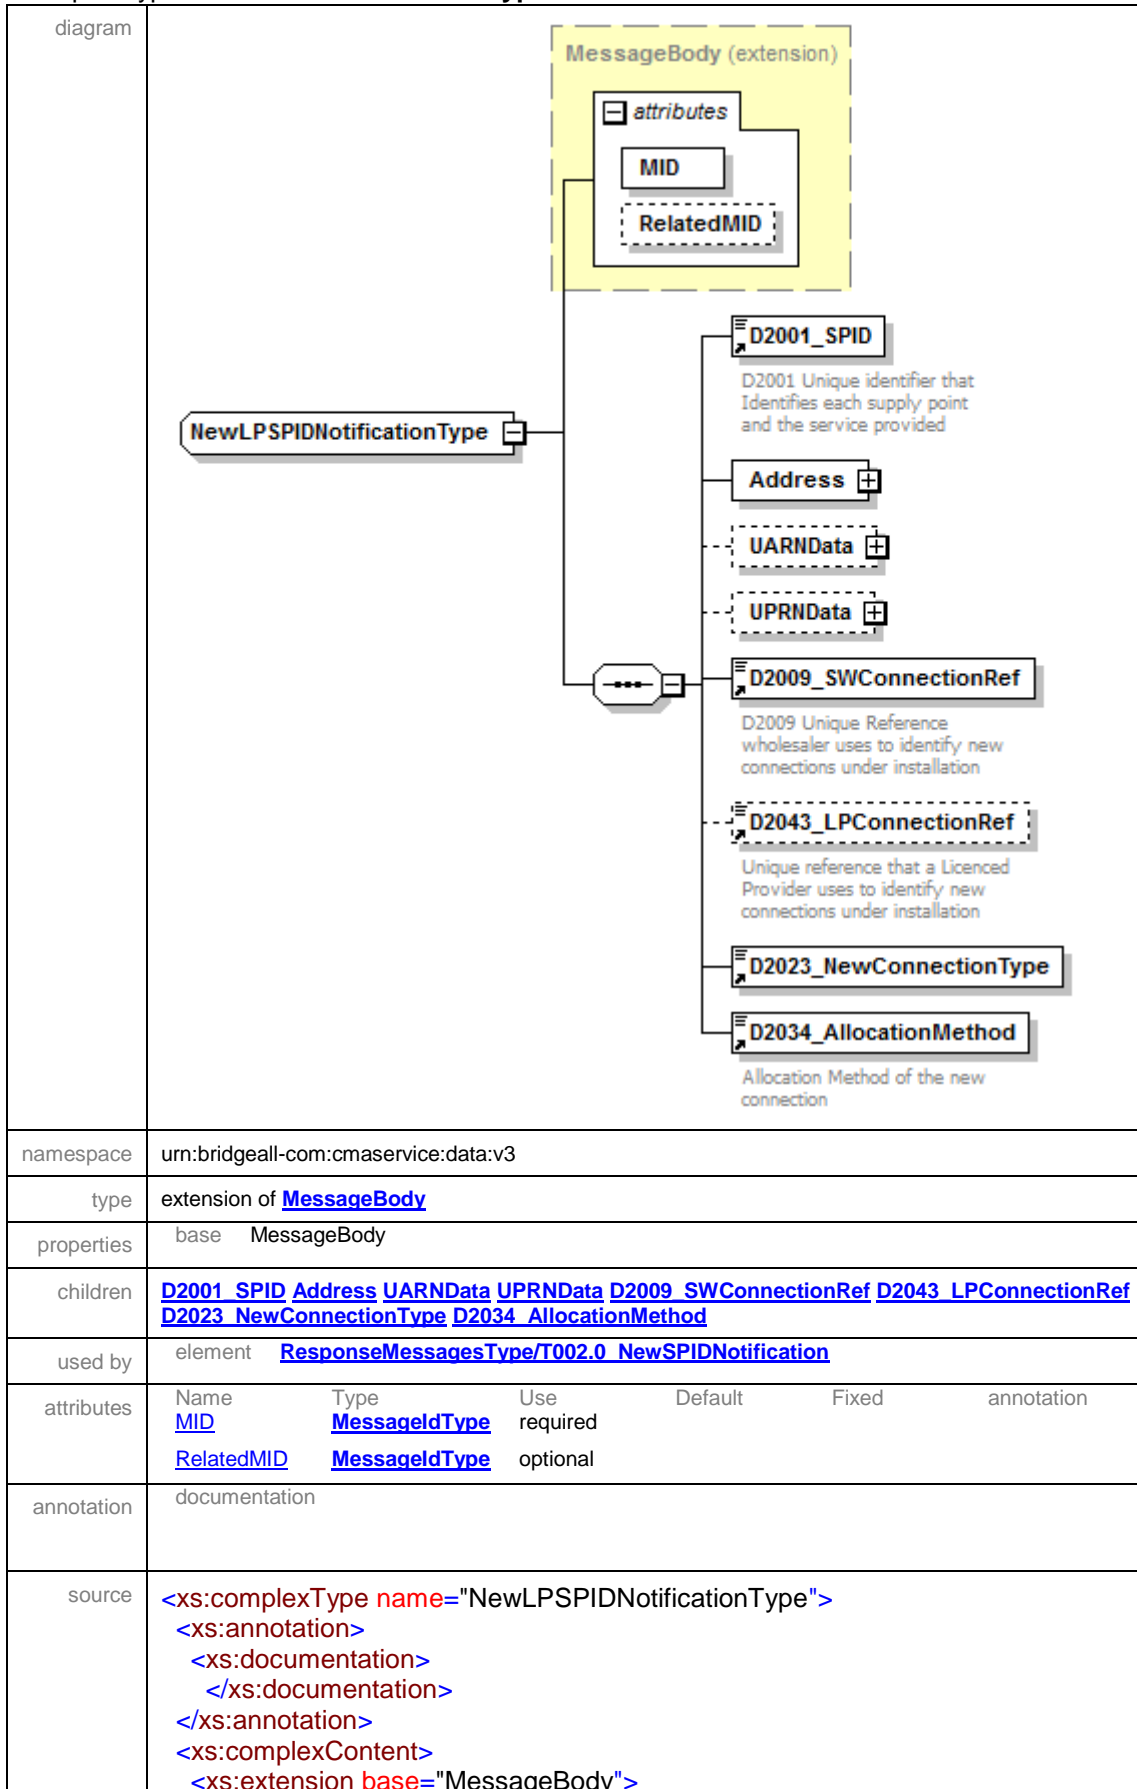 diagram
MessageBody (extension)
attributes
MID
RelatedMID
D2001_SPID
D2001 Unique identifier that
Identifies each supply point
and the service provided
NewLPSPIDNotificationType
Address
UARNData
UPRNData
D2009_SWConnectionRef
D2009 Unique Reference
wholesaler uses to identify new
connections under installation
D2043_LPConnectionRef
Unique reference that a Licenced
Provider uses to identify new
connections under installation
D2023_NewConnectionType
D2034_AllocationMethod
Allocation Method of the new
connection
namespace urn:bridgeall-com:cmaservice:data:v3
type extension of MessageBody
properties base MessageBody
children D2001_SPID Address UARNData UPRNData D2009_SWConnectionRef D2043_LPConnectionRef
D2023_NewConnectionType D2034_AllocationMethod
used by element ResponseMessagesType/T002.0_NewSPIDNotification
attributes Name Type Use Default Fixed annotation
MID MessageIdType required
RelatedMID MessageIdType optional
annotation documentation
source <xs:complexType name="NewLPSPIDNotificationType">
<xs:annotation>
<xs:documentation>
</xs:documentation>
</xs:annotation>
<xs:complexContent>
<xs:extension base="MessageBody">